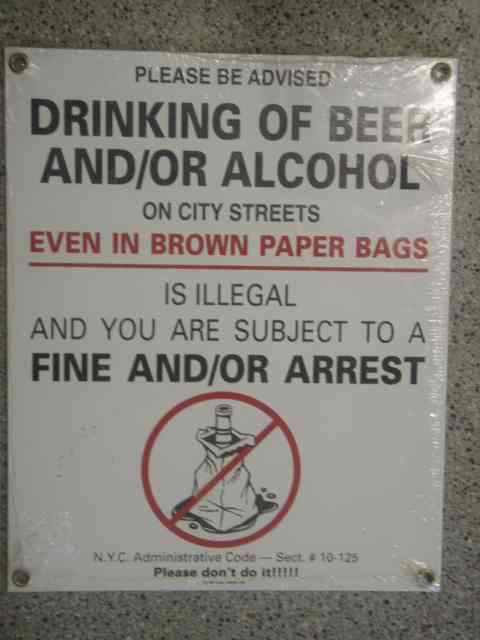 PLEASE BE ADVISED
DRINKING OF BEER
AND/OR ALCOHOL
ON CITY STREETS
EVEN IN BROWN PAPER BAGS
IS ILLEGAL
AND YOU ARE SUBJECT TO A
FINE AND/OR ARREST
N.Y.C. Administrative Code — Sect. # 10-125
Please don't do it!!!!!